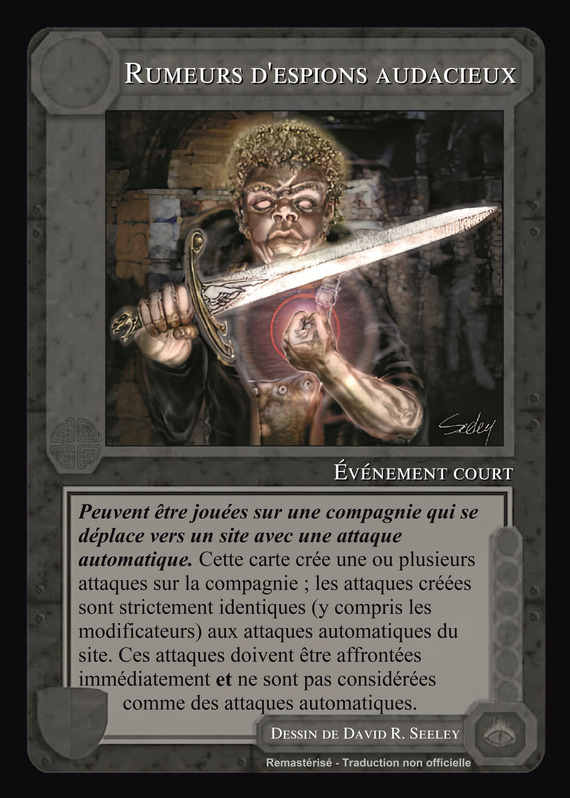 Rumeurs d'espions audacieux
Seeley
Événement court
Peuvent être jouées sur une compagnie qui se
déplace vers un site avec une attaque
automatique. Cette carte crée une ou plusieurs
attaques sur la compagnie ; les attaques créées
sont strictement identiques (y compris les
modificateurs) aux attaques automatiques du
site. Ces attaques doivent être affrontées
immédiatement et ne sont pas considérées
comme des attaques automatiques.
Dessin de David R. Seeley
Remastérisé - Traduction non officielle